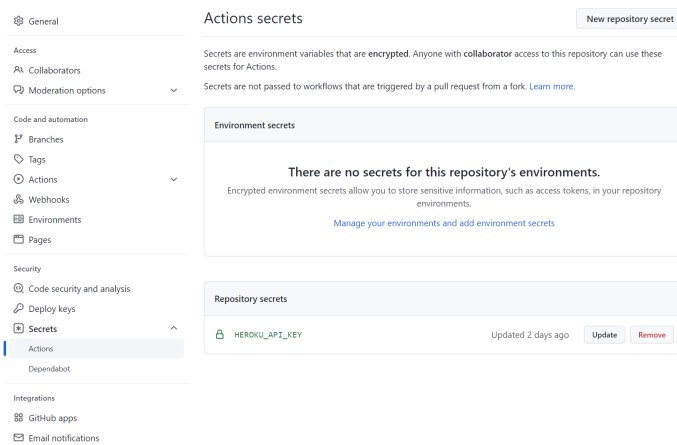 General
Access
Collaborators
Moderation options
Code and automation
Branches
Tags
Actions
Webhooks
Environments
Pages
Security
Code security and analysis
Deploy keys
Secrets
Actions
Dependabot
Integrations
GitHub apps
Email notifications
Actions secrets
New repository secret
Secrets are environment variables that are encrypted. Anyone with collaborator access to this repository can use these
secrets for Actions.
Secrets are not passed to workflows that are triggered by a pull request from a fork. Learn more.
Environment secrets
There are no secrets for this repository's environments.
Encrypted environment secrets allow you to store sensitive information, such as access tokens, in your repository
environments.
Manage your environments and add environment secrets
Repository secrets
HEROKU_API_KEY
Updated 2 days ago
Update
Remove